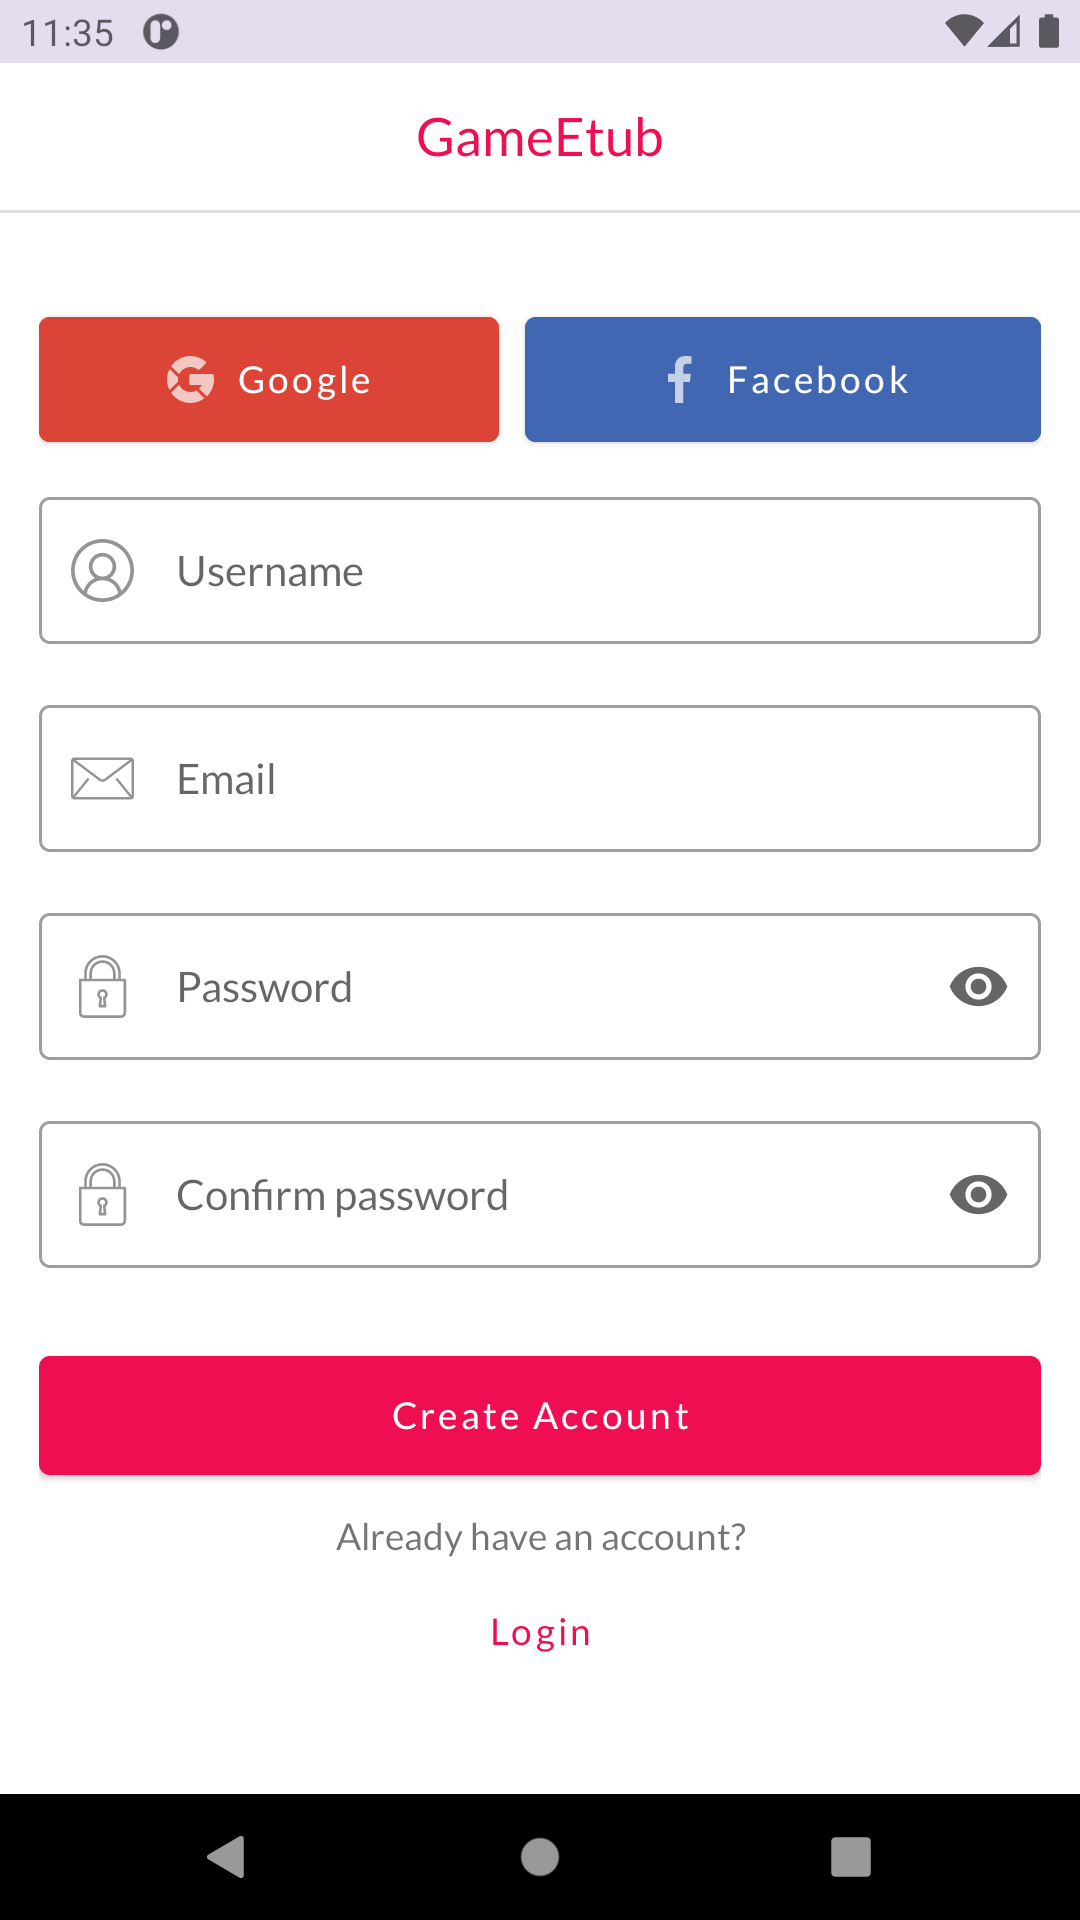 11:35
GameEtub
Google
Facebook
Username
Email
Password
Confirm password
Create Account
Already have an account?
Login